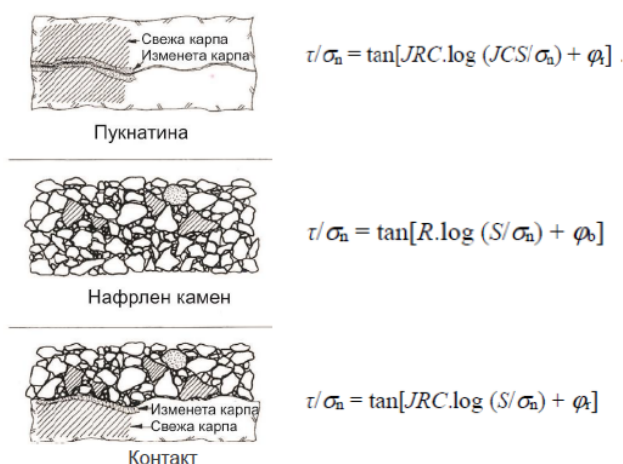 Свежа карпа
Изменета карпа
τ/σn = tan[JRC.log (JCS/σn) + φr] .
Пукнатина
τ/σn = tan[R.log (S/σn) + φb]
Нафрлен камен
τ/σn = tan[JRC.log (S/σn) + φr]
Изменета карпа
Свежа карпа
Контакт